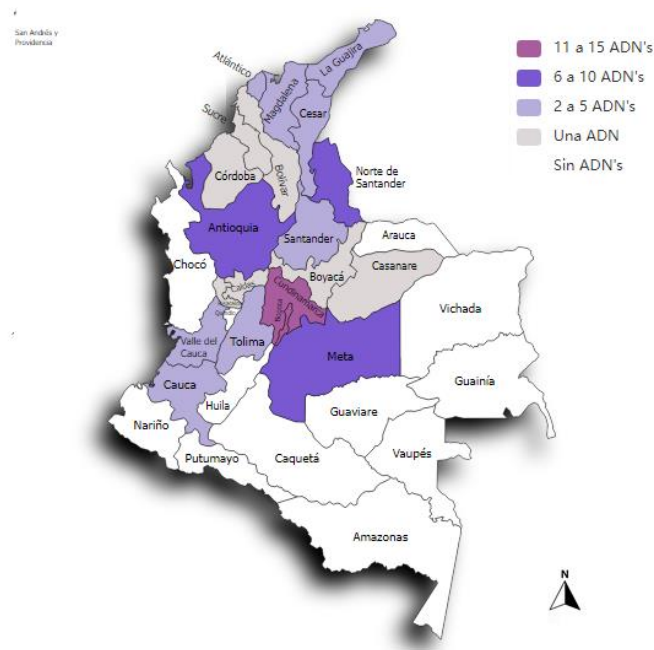 San Andrés y
Providencia
11 a 15 ADN's
6 a 10 ADN's
2 a 5 ADN's
Una ADN
Sin ADN's
La Guajira
Atlántico
Magdalena
Cesar
Sucre
Bolívar
Córdoba
Norte de
Santander
Antioquia
Santander
Arauca
Chocó
Boyacá
Casanare
Caldas
Cundinamarca
Bogotá
Quindío
Vichada
Valle del
Cauca
Tolima
Meta
Guainía
Cauca
Huila
Guaviare
Nariño
Vaupés
Putumayo
Caquetá
Amazonas
N